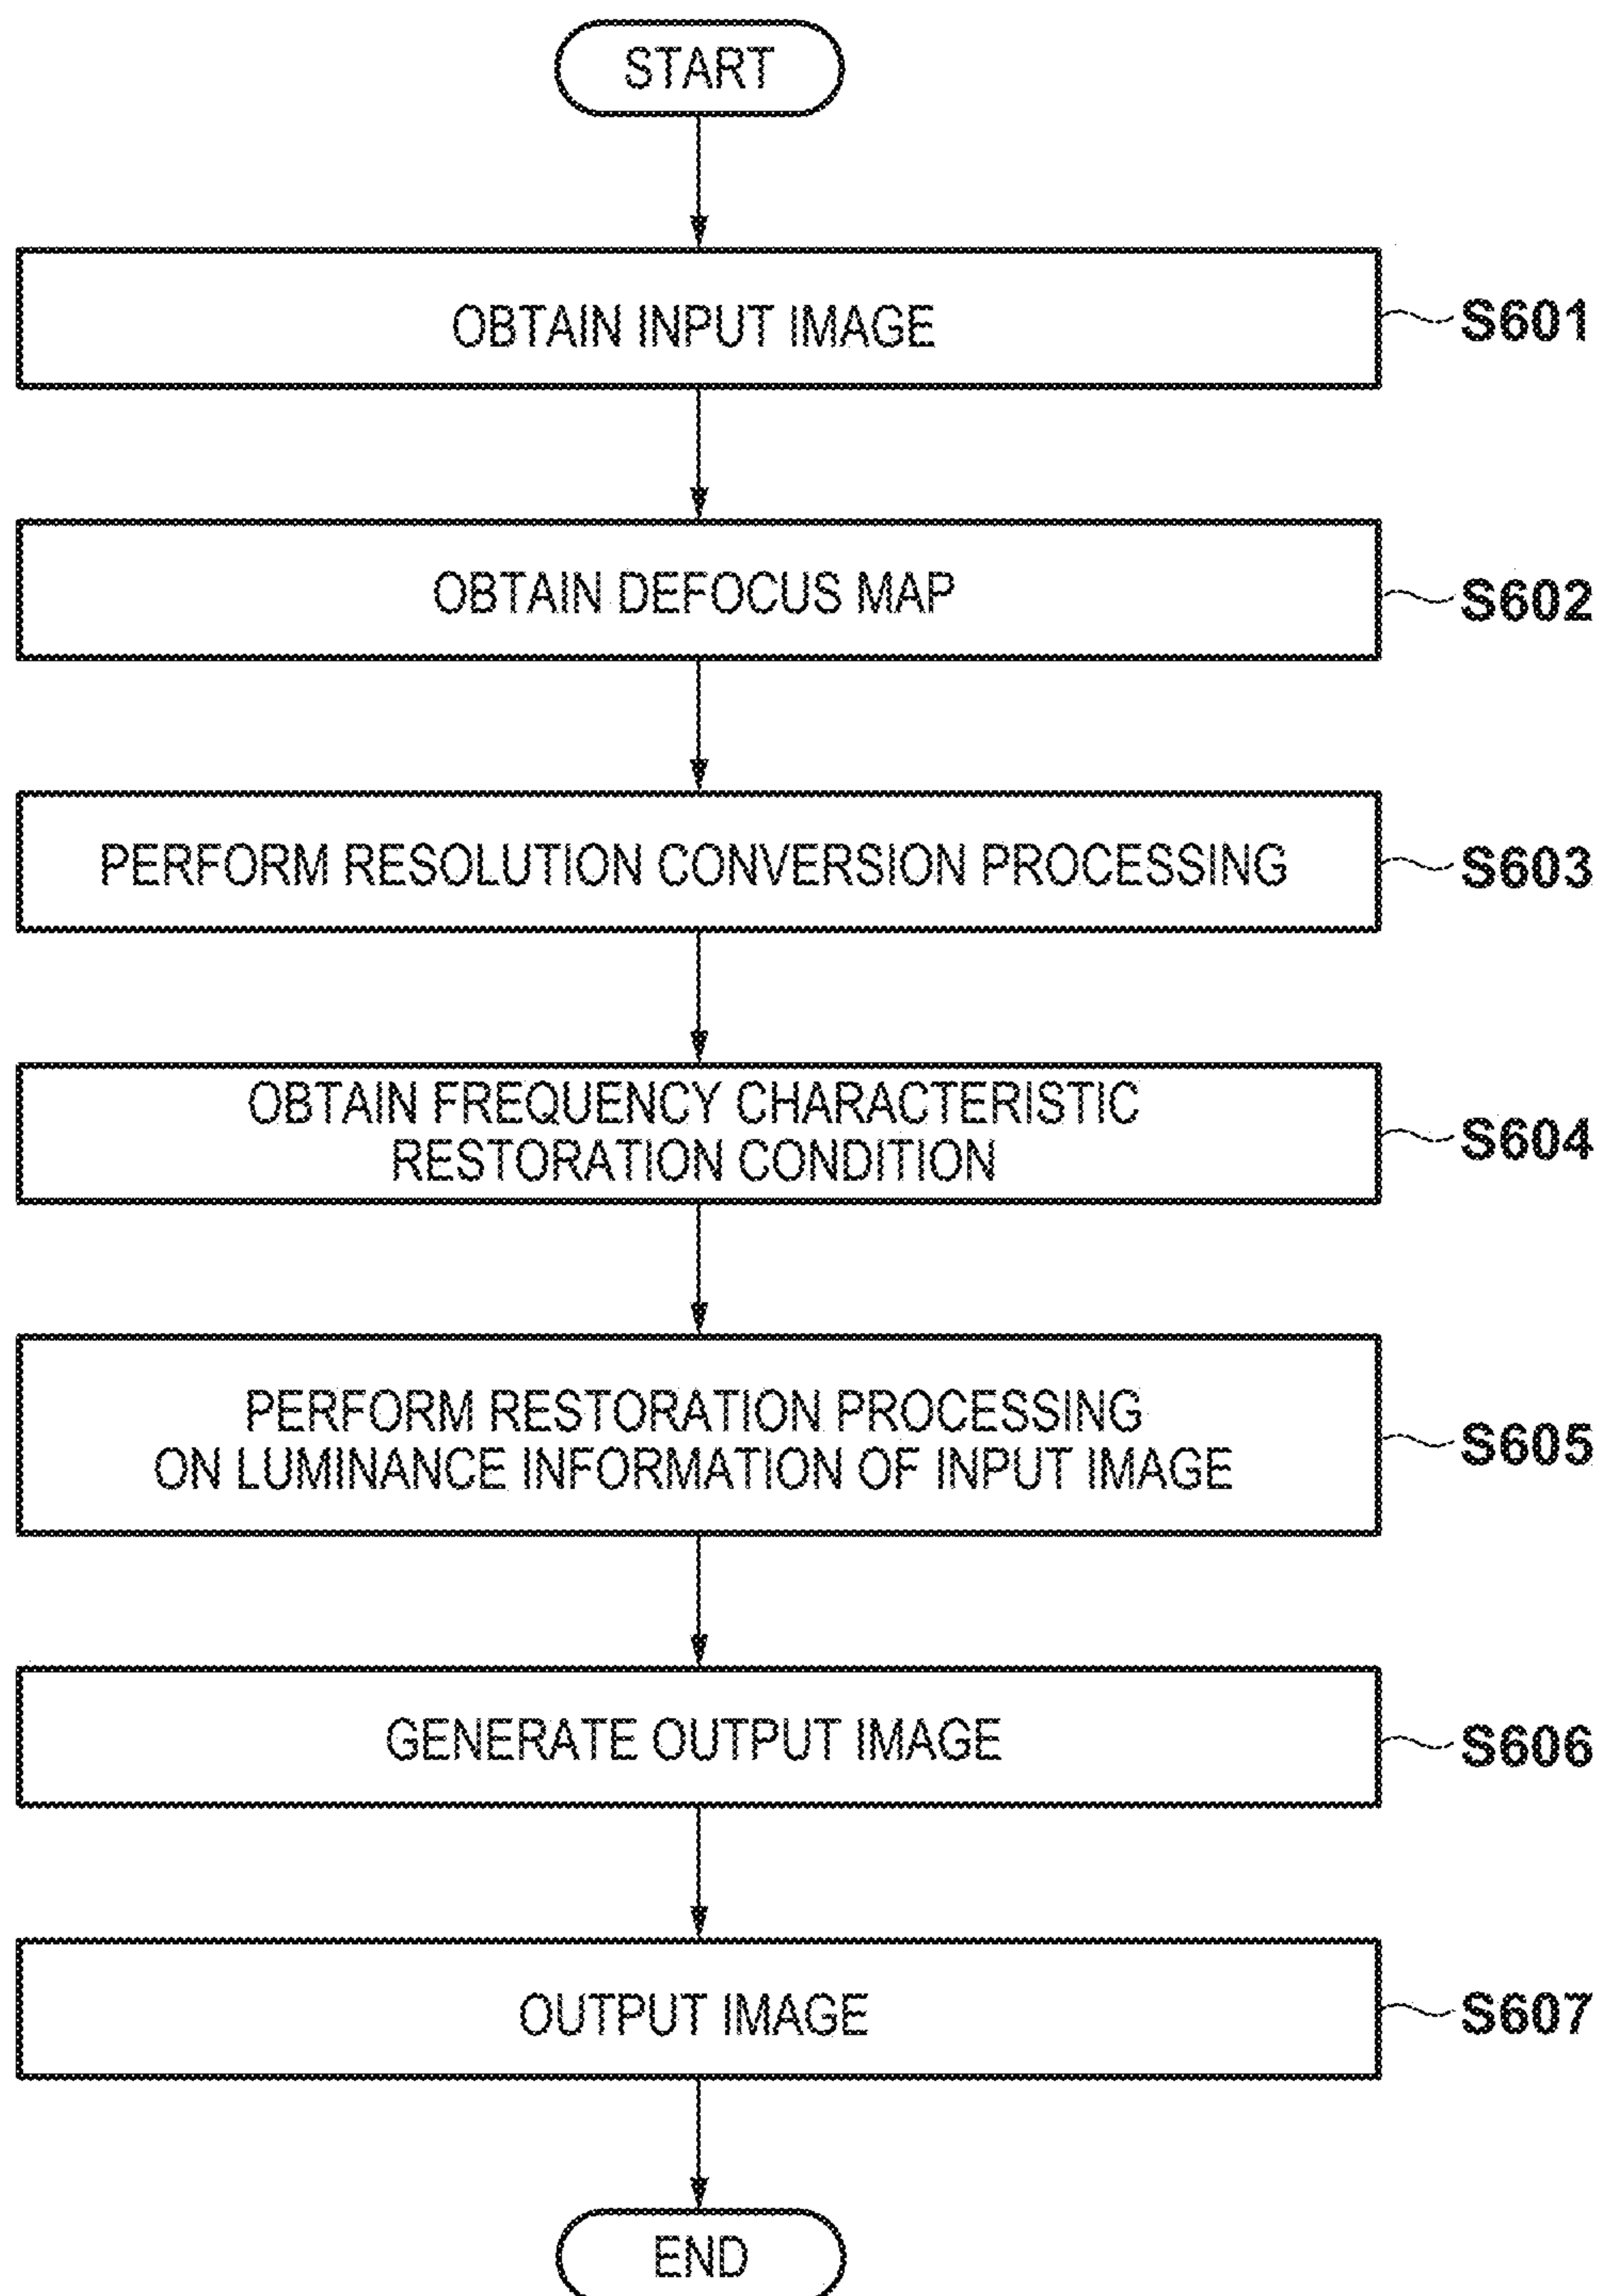 START
OBTAIN INPUT IMAGE
S601
OBTAIN DEFOCUS MAP
S602
PERFORM RESOLUTION CONVERSION PROCESSING
S603
OBTAIN FREQUENCY CHARACTERISTIC
RESTORATION CONDITION
S604
PERFORM RESTORATION PROCESSING
ON LUMINANCE INFORMATION OF INPUT IMAGE
S605
GENERATE OUTPUT IMAGE
S606
OUTPUT IMAGE
S607
END